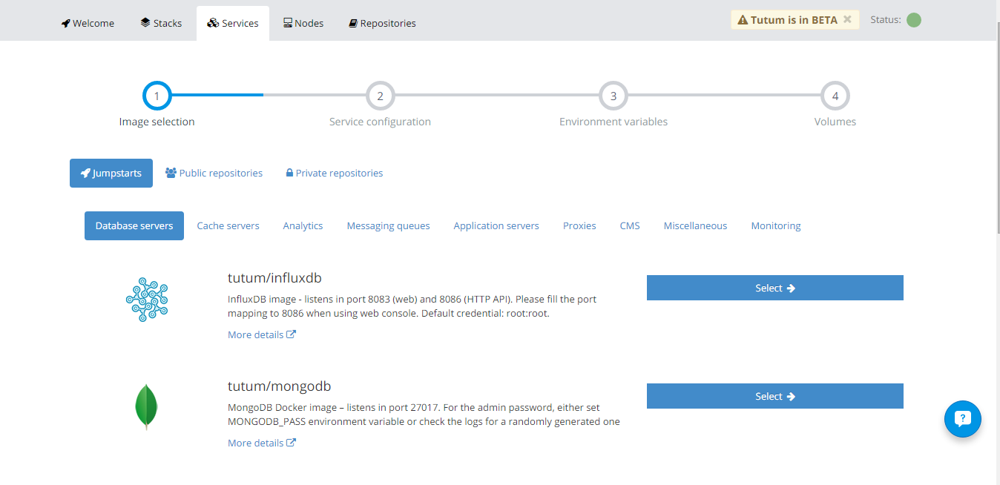 Welcome Stacks Services Nodes Repositories Tutum is in BETA × Status:
1 2 3 4
Image selection Service configuration Environment variables Volumes
Jumpstarts Public repositories Private repositories
Database servers Cache servers Analytics Messaging queues Application servers Proxies CMS Miscellaneous Monitoring
tutum/influxdb
Select
InfluxDB image - listens in port 8083 (web) and 8086 (HTTP API). Please fill the port
mapping to 8086 when using web console. Default credential: root:root.
More details
tutum/mongodb
Select
MongoDB Docker image – listens in port 27017. For the admin password, either set
MONGODB_PASS environment variable or check the logs for a randomly generated one
More details
?